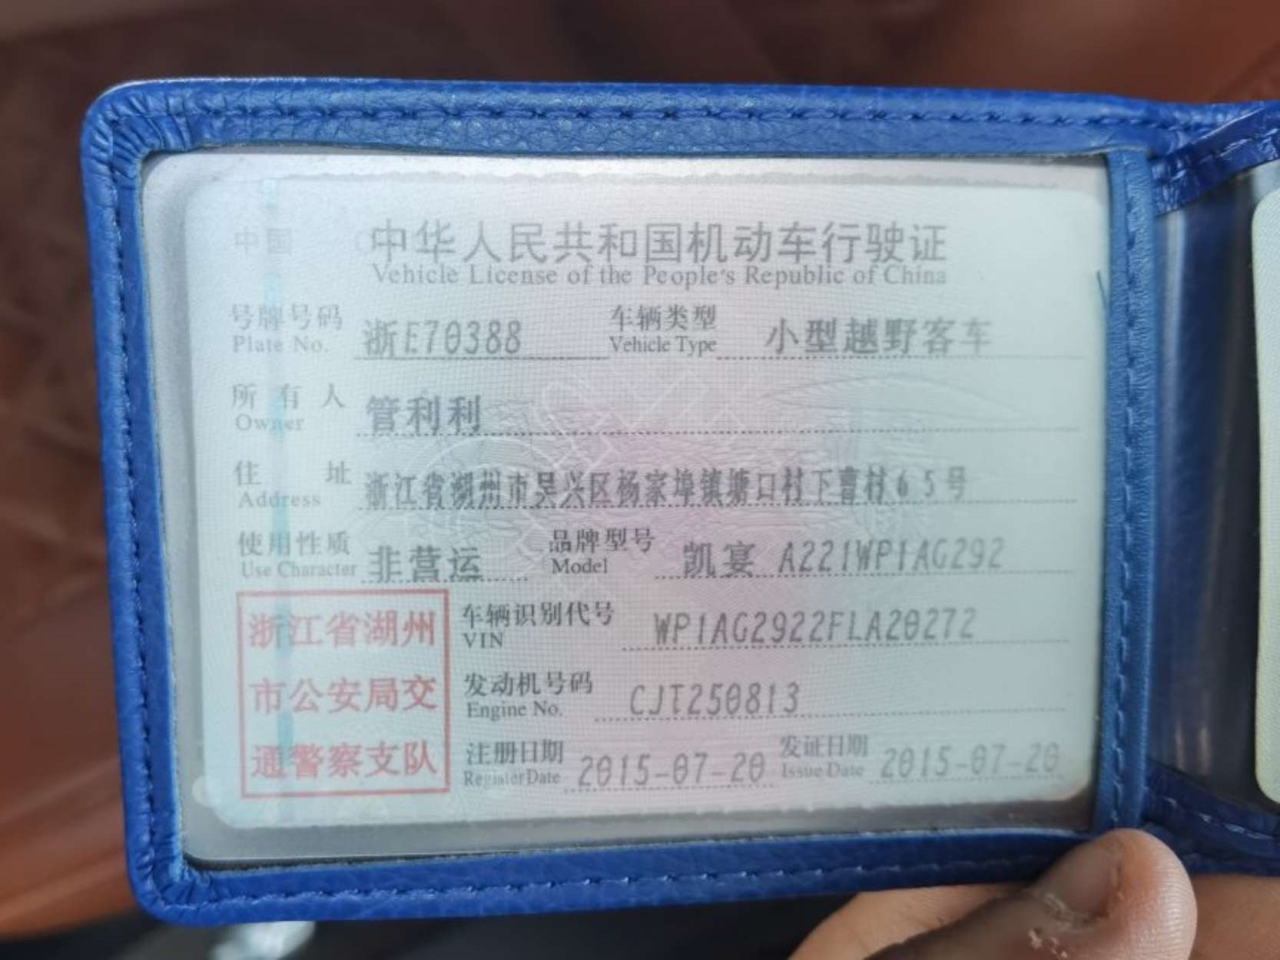 中国
中华人民共和国机动车行驶证
Vehicle License of the People's Republic of China
号牌号码 浙E70388 车辆类型 小型越野客车
Plate No. Vehicle Type
所有人 管利利
Owner
住址 浙江省湖州市吴兴区杨家埠镇塘口村下曹村65号
Address
使用性质 非营运 品牌型号 凯宴 A221WP1AG292
Use Character Model
浙江省湖州
市公安局交
通警察支队
车辆识别代号 WP1AG2922FLA20272
VIN
发动机号码 CJT250813
Engine No.
注册日期 2015-07-20 发证日期 2015-07-20
Register Date Issue Date